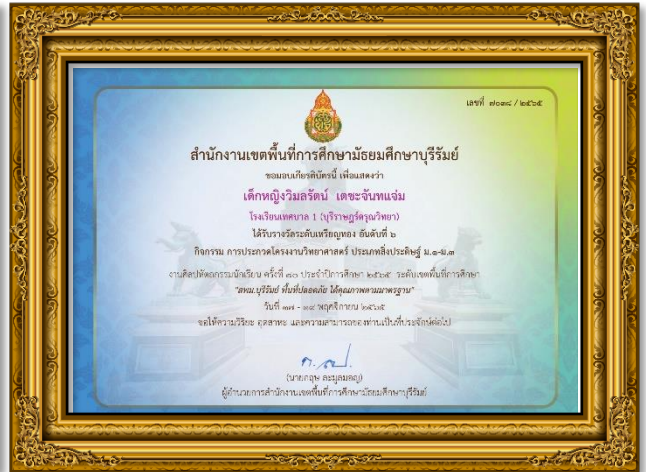 เลขที่ ๗๐๓๘ / ๒๕๖๕
สำนักงานเขตพื้นที่การศึกษามัธยมศึกษาบุรีรัมย์
ขอมอบเกียรติบัตรนี้ เพื่อแสดงว่า
เด็กหญิงวิมลรัตน์ เตชะจันทแจ่ม
โรงเรียนเทศบาล 1 (บุรีราษฎร์ดรุณวิทยา)
ได้รับรางวัลระดับเหรียญทอง อันดับที่ ๖
กิจกรรม การประกวดโครงงานวิทยาศาสตร์ ประเภทสิ่งประดิษฐ์ ม.๑-ม.๓
งานศิลปหัตถกรรมนักเรียน ครั้งที่ ๗๐ ประจำปีการศึกษา ๒๕๖๕ ระดับเขตพื้นที่การศึกษา
"สพม.บุรีรัมย์ พื้นที่ปลอดภัย ได้คุณภาพตามมาตรฐาน"
วันที่ ๑๗ - ๑๙ พฤศจิกายน ๒๕๖๕
ขอให้ความวิริยะ อุตสาหะ และความสามารถของท่านเป็นที่ประจักษ์ต่อไป
(นายกฤษ ละมูลมอญ)
ผู้อำนวยการสำนักงานเขตพื้นที่การศึกษามัธยมศึกษาบุรีรัมย์